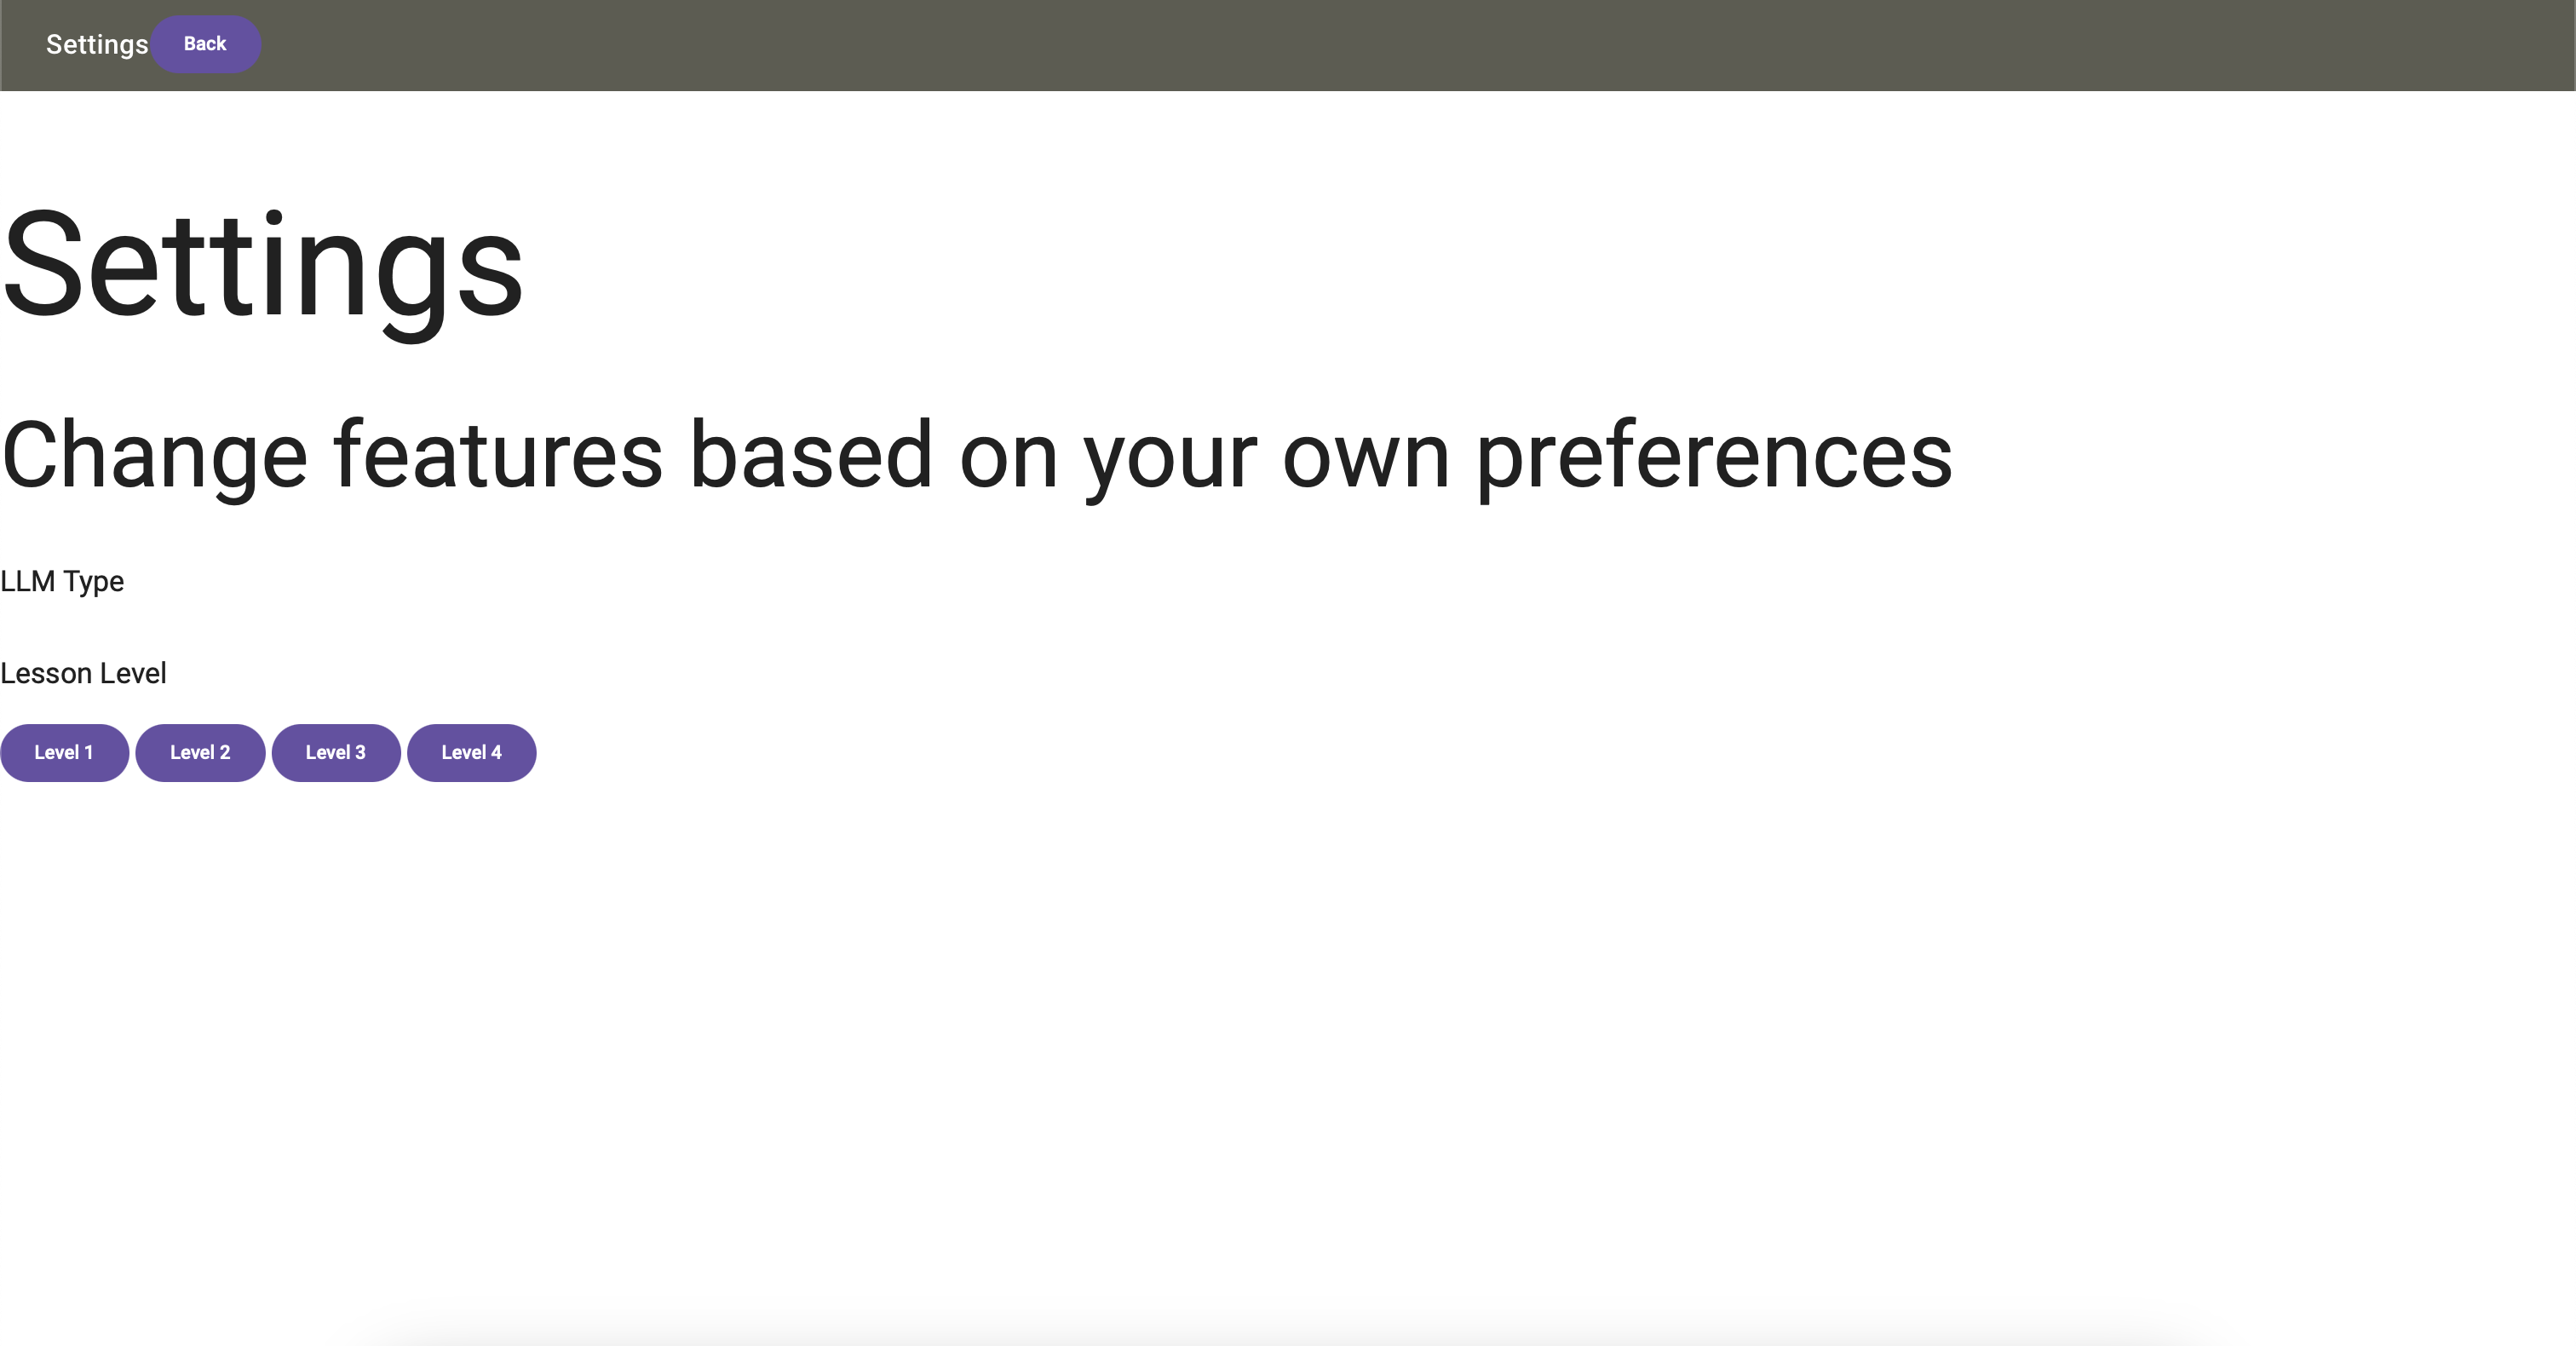 Settings Back
Settings
Change features based on your own preferences
LLM Type
Lesson Level
Level 1 Level 2 Level 3 Level 4